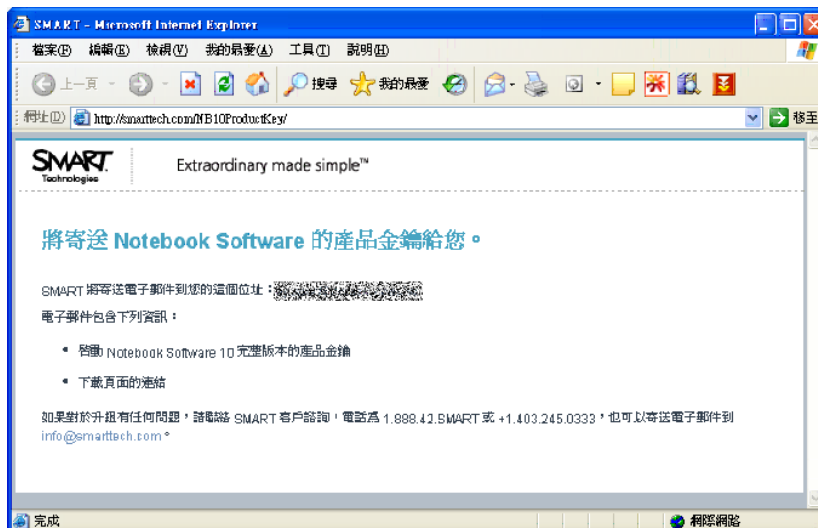 SMART - Microsoft Internet Explorer
檔案(F) 編輯(E) 檢視(V) 我的最愛(A) 工具(T) 說明(H)
上一頁 搜尋 我的最愛
網址(D) http://smarttech.com/NB10ProductKey/ 移至
SMART Technologies Extraordinary made simple™
將寄送 Notebook Software 的產品金鑰給您。
SMART 將寄送電子郵件到您的這個位址：
電子郵件包含下列資訊：
• 啓動 Notebook Software 10 完整版本的產品金鑰
• 下載頁面的連結
如果對於升級有任何問題，請聯絡 SMART 客戶諮詢，電話為 1.888.42.SMART 或 +1.403.245.0333，也可以寄送電子郵件到
info@smarttech.com。
完成 網際網路